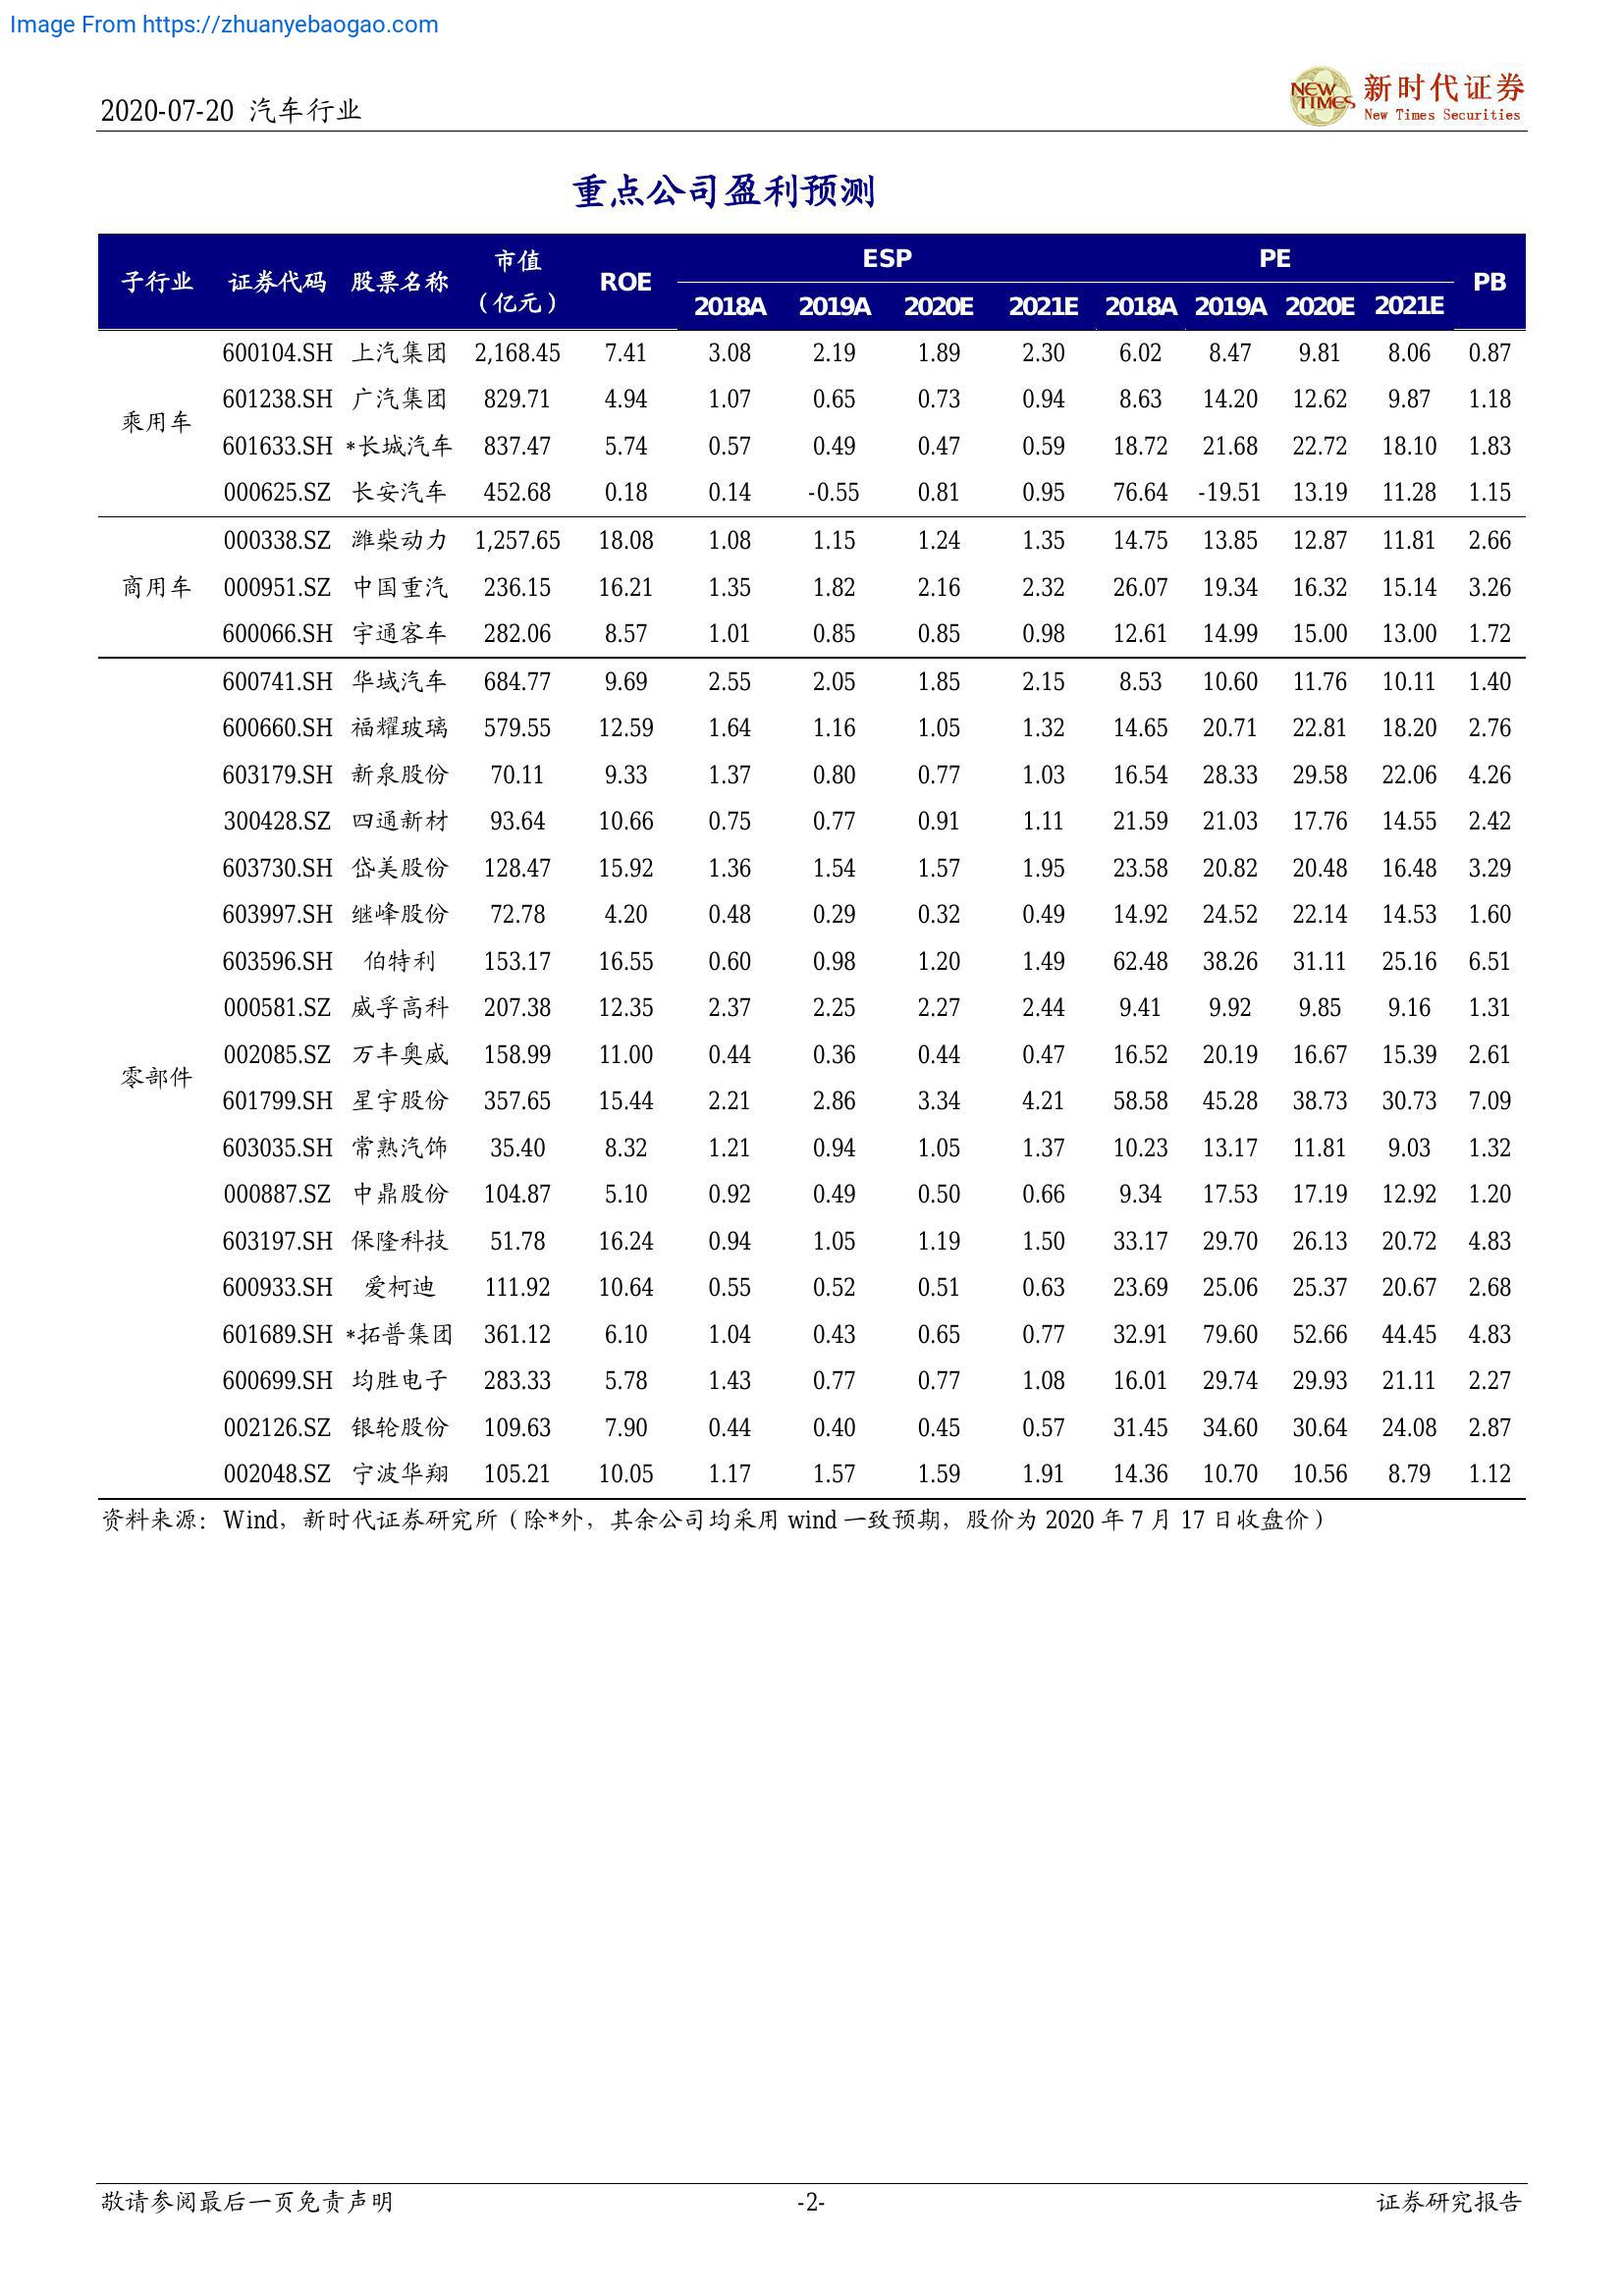 Image From https://zhuanyebaogao.com
2020-07-20 汽车行业
NEW TIMES 新时代证券
New Times Securities
重点公司盈利预测
子行业 证券代码 股票名称 市值（亿元） ROE ESP PE PB
2018A 2019A 2020E 2021E 2018A 2019A 2020E 2021E
乘用车
600104.SH 上汽集团 2,168.45 7.41 3.08 2.19 1.89 2.30 6.02 8.47 9.81 8.06 0.87
601238.SH 广汽集团 829.71 4.94 1.07 0.65 0.73 0.94 8.63 14.20 12.62 9.87 1.18
601633.SH *长城汽车 837.47 5.74 0.57 0.49 0.47 0.59 18.72 21.68 22.72 18.10 1.83
000625.SZ 长安汽车 452.68 0.18 0.14 -0.55 0.81 0.95 76.64 -19.51 13.19 11.28 1.15
商用车
000338.SZ 潍柴动力 1,257.65 18.08 1.08 1.15 1.24 1.35 14.75 13.85 12.87 11.81 2.66
000951.SZ 中国重汽 236.15 16.21 1.35 1.82 2.16 2.32 26.07 19.34 16.32 15.14 3.26
600066.SH 宇通客车 282.06 8.57 1.01 0.85 0.85 0.98 12.61 14.99 15.00 13.00 1.72
零部件
600741.SH 华域汽车 684.77 9.69 2.55 2.05 1.85 2.15 8.53 10.60 11.76 10.11 1.40
600660.SH 福耀玻璃 579.55 12.59 1.64 1.16 1.05 1.32 14.65 20.71 22.81 18.20 2.76
603179.SH 新泉股份 70.11 9.33 1.37 0.80 0.77 1.03 16.54 28.33 29.58 22.06 4.26
300428.SZ 四通新材 93.64 10.66 0.75 0.77 0.91 1.11 21.59 21.03 17.76 14.55 2.42
603730.SH 岱美股份 128.47 15.92 1.36 1.54 1.57 1.95 23.58 20.82 20.48 16.48 3.29
603997.SH 继峰股份 72.78 4.20 0.48 0.29 0.32 0.49 14.92 24.52 22.14 14.53 1.60
603596.SH 伯特利 153.17 16.55 0.60 0.98 1.20 1.49 62.48 38.26 31.11 25.16 6.51
000581.SZ 威孚高科 207.38 12.35 2.37 2.25 2.27 2.44 9.41 9.92 9.85 9.16 1.31
002085.SZ 万丰奥威 158.99 11.00 0.44 0.36 0.44 0.47 16.52 20.19 16.67 15.39 2.61
601799.SH 星宇股份 357.65 15.44 2.21 2.86 3.34 4.21 58.58 45.28 38.73 30.73 7.09
603035.SH 常熟汽饰 35.40 8.32 1.21 0.94 1.05 1.37 10.23 13.17 11.81 9.03 1.32
000887.SZ 中鼎股份 104.87 5.10 0.92 0.49 0.50 0.66 9.34 17.53 17.19 12.92 1.20
603197.SH 保隆科技 51.78 16.24 0.94 1.05 1.19 1.50 33.17 29.70 26.13 20.72 4.83
600933.SH 爱柯迪 111.92 10.64 0.55 0.52 0.51 0.63 23.69 25.06 25.37 20.67 2.68
601689.SH *拓普集团 361.12 6.10 1.04 0.43 0.65 0.77 32.91 79.60 52.66 44.45 4.83
600699.SH 均胜电子 283.33 5.78 1.43 0.77 0.77 1.08 16.01 29.74 29.93 21.11 2.27
002126.SZ 银轮股份 109.63 7.90 0.44 0.40 0.45 0.57 31.45 34.60 30.64 24.08 2.87
002048.SZ 宁波华翔 105.21 10.05 1.17 1.57 1.59 1.91 14.36 10.70 10.56 8.79 1.12
资料来源：Wind，新时代证券研究所（除*外，其余公司均采用 wind 一致预期，股价为 2020 年 7 月 17 日收盘价）
敬请参阅最后一页免责声明 -2- 证券研究报告